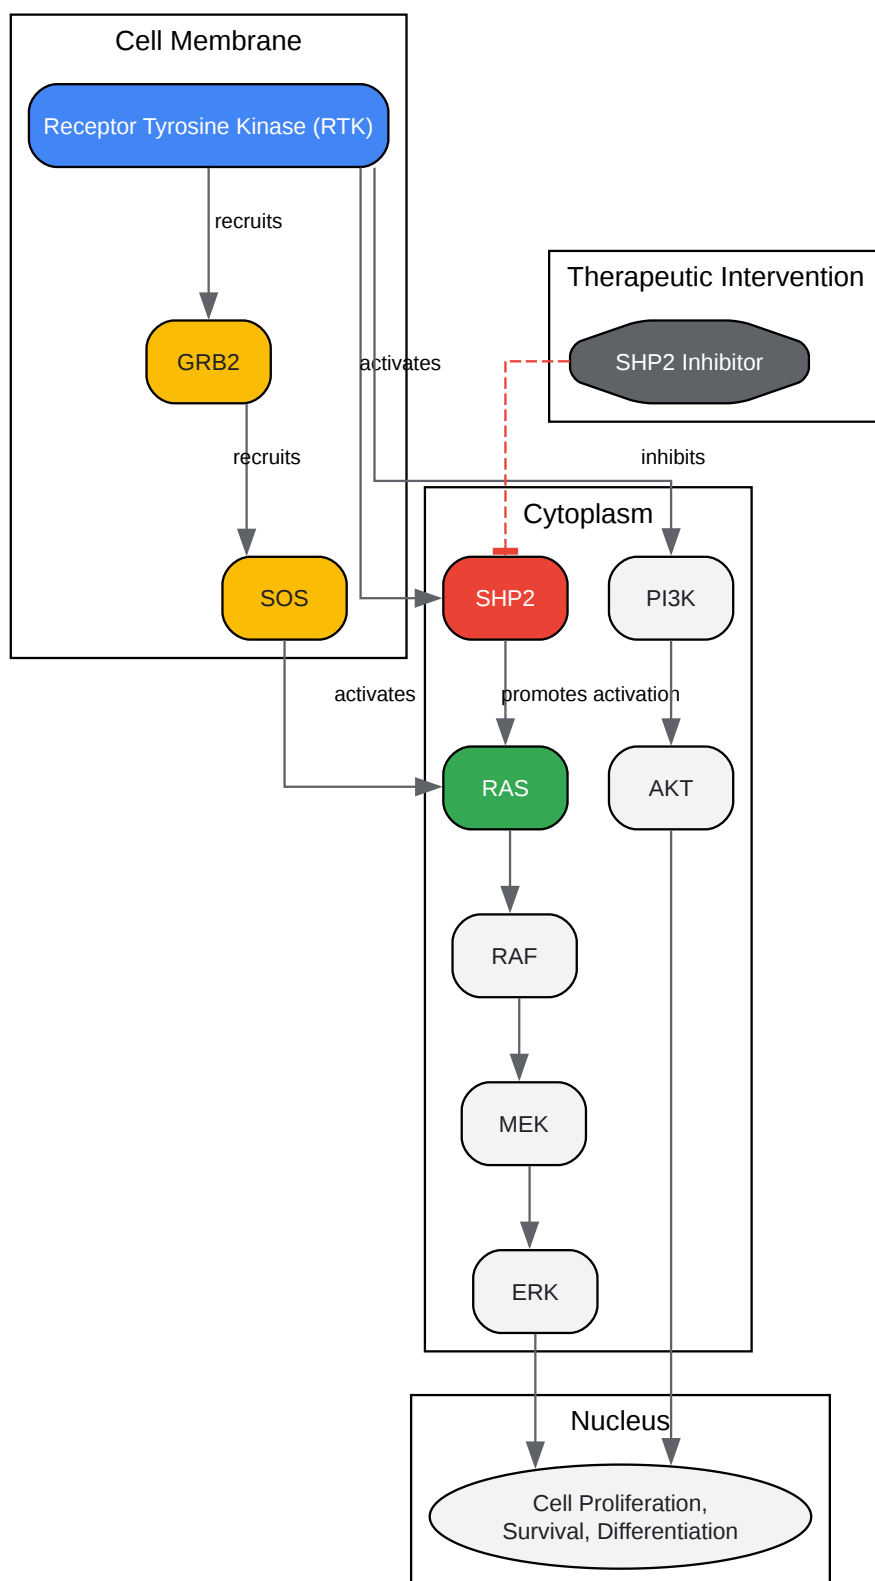 Cell Membrane
Receptor Tyrosine Kinase (RTK)
recruits
Therapeutic Intervention
GRB2
activates
SHP2 Inhibitor
recruits
inhibits
Cytoplasm
SOS
SHP2
PI3K
activates
promotes activation
RAS
AKT
RAF
MEK
ERK
Nucleus
Cell Proliferation,
Survival, Differentiation